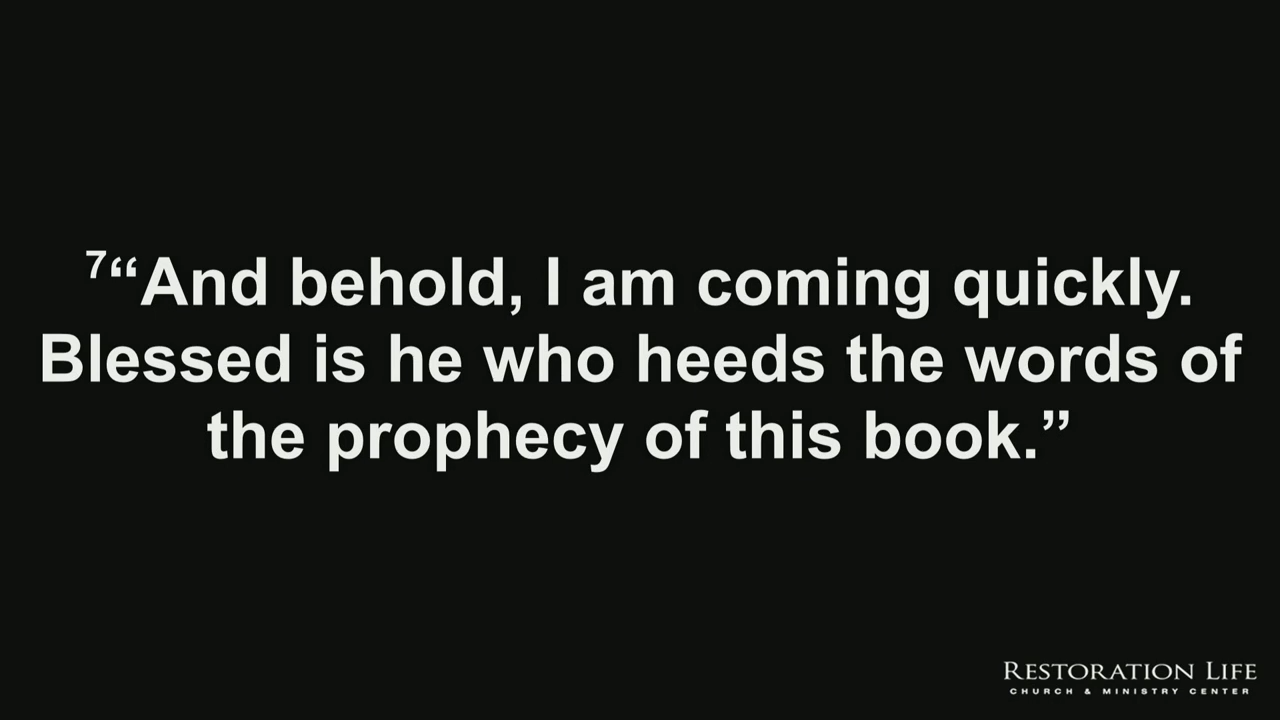 ⁷“And behold, I am coming quickly.
Blessed is he who heeds the words of
the prophecy of this book.”
RESTORATION LIFE
CHURCH & MINISTRY CENTER